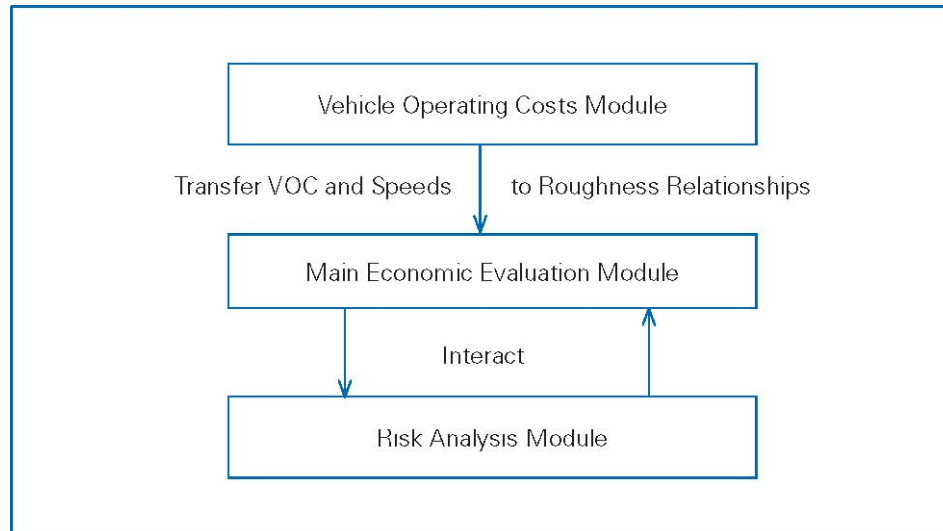 Vehicle Operating Costs Module
Transfer VOC and Speeds to Roughness Relationships
Main Economic Evaluation Module
Interact
Risk Analysis Module